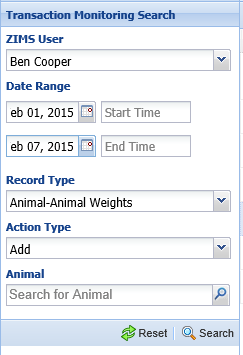 Transaction Monitoring Search
ZIMS User
Ben Cooper
Date Range
eb 01, 2015 Start Time
eb 07, 2015 End Time
Record Type
Animal-Animal Weights
Action Type
Add
Animal
Search for Animal
Reset Search